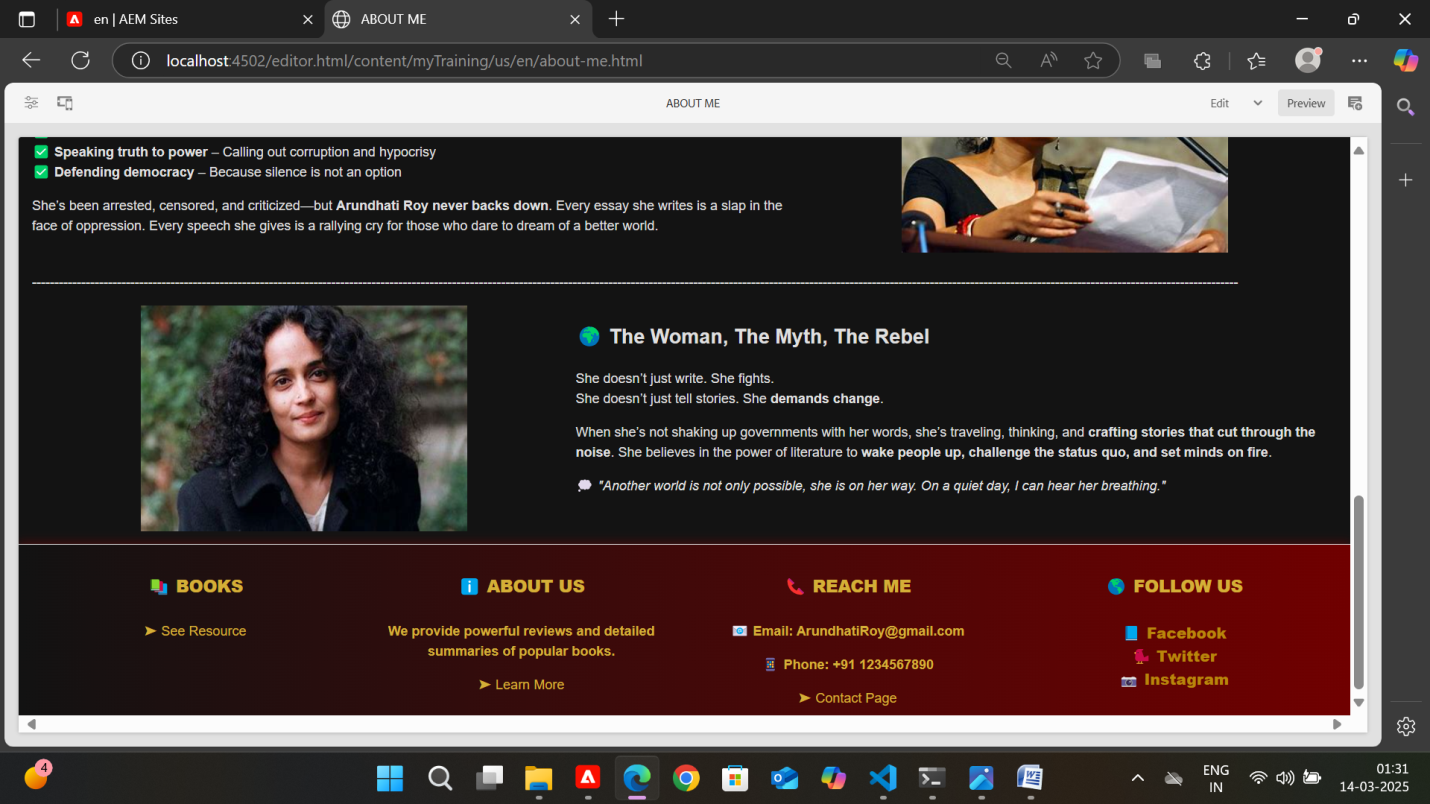 en | AEM Sites
ABOUT ME
localhost:4502/editor.html/content/myTraining/us/en/about-me.html
ABOUT ME
Edit
Preview
✅ Speaking truth to power – Calling out corruption and hypocrisy
✅ Defending democracy – Because silence is not an option
She’s been arrested, censored, and criticized—but Arundhati Roy never backs down. Every essay she writes is a slap in the
face of oppression. Every speech she gives is a rallying cry for those who dare to dream of a better world.
🌍 The Woman, The Myth, The Rebel
She doesn’t just write. She fights.
She doesn’t just tell stories. She demands change.
When she’s not shaking up governments with her words, she’s traveling, thinking, and crafting stories that cut through the
noise. She believes in the power of literature to wake people up, challenge the status quo, and set minds on fire.
💭 "Another world is not only possible, she is on her way. On a quiet day, I can hear her breathing."
📚 BOOKS
➤ See Resource
ℹ️ ABOUT US
We provide powerful reviews and detailed
summaries of popular books.
➤ Learn More
📞 REACH ME
📧 Email: ArundhatiRoy@gmail.com
📱 Phone: +91 1234567890
➤ Contact Page
🌎 FOLLOW US
📘 Facebook
🐦 Twitter
📷 Instagram
4
ENG
IN
01:31
14-03-2025